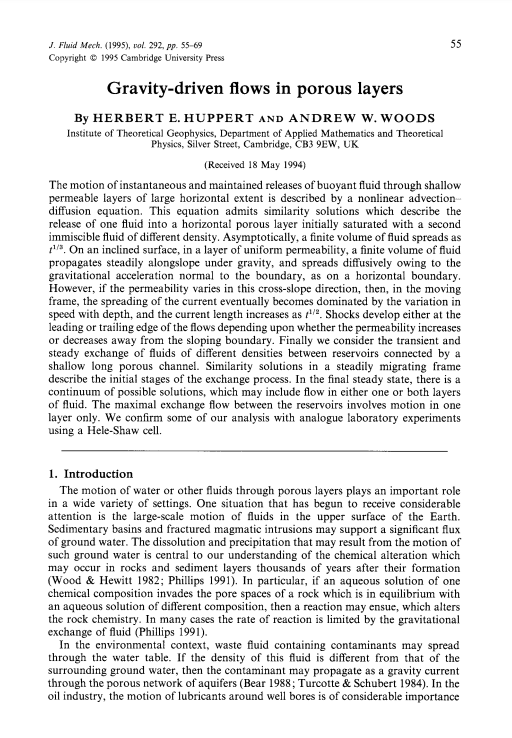 J. Fluid Mech. (1995), vol. 292, pp. 55–69
55
Copyright © 1995 Cambridge University Press
Gravity-driven flows in porous layers
By HERBERT E. HUPPERT AND ANDREW W. WOODS
Institute of Theoretical Geophysics, Department of Applied Mathematics and Theoretical
Physics, Silver Street, Cambridge, CB3 9EW, UK
(Received 18 May 1994)
The motion of instantaneous and maintained releases of buoyant fluid through shallow
permeable layers of large horizontal extent is described by a nonlinear advection–
diffusion equation. This equation admits similarity solutions which describe the
release of one fluid into a horizontal porous layer initially saturated with a second
immiscible fluid of different density. Asymptotically, a finite volume of fluid spreads as
t^{1/3}. On an inclined surface, in a layer of uniform permeability, a finite volume of fluid
propagates steadily alongslope under gravity, and spreads diffusively owing to the
gravitational acceleration normal to the boundary, as on a horizontal boundary.
However, if the permeability varies in this cross-slope direction, then, in the moving
frame, the spreading of the current eventually becomes dominated by the variation in
speed with depth, and the current length increases as t^{1/2}. Shocks develop either at the
leading or trailing edge of the flows depending upon whether the permeability increases
or decreases away from the sloping boundary. Finally we consider the transient and
steady exchange of fluids of different densities between reservoirs connected by a
shallow long porous channel. Similarity solutions in a steadily migrating frame
describe the initial stages of the exchange process. In the final steady state, there is a
continuum of possible solutions, which may include flow in either one or both layers
of fluid. The maximal exchange flow between the reservoirs involves motion in one
layer only. We confirm some of our analysis with analogue laboratory experiments
using a Hele-Shaw cell.
1. Introduction
The motion of water or other fluids through porous layers plays an important role
in a wide variety of settings. One situation that has begun to receive considerable
attention is the large-scale motion of fluids in the upper surface of the Earth.
Sedimentary basins and fractured magmatic intrusions may support a significant flux
of ground water. The dissolution and precipitation that may result from the motion of
such ground water is central to our understanding of the chemical alteration which
may occur in rocks and sediment layers thousands of years after their formation
(Wood & Hewitt 1982; Phillips 1991). In particular, if an aqueous solution of one
chemical composition invades the pore spaces of a rock which is in equilibrium with
an aqueous solution of different composition, then a reaction may ensue, which alters
the rock chemistry. In many cases the rate of reaction is limited by the gravitational
exchange of fluid (Phillips 1991).
In the environmental context, waste fluid containing contaminants may spread
through the water table. If the density of this fluid is different from that of the
surrounding ground water, then the contaminant may propagate as a gravity current
through the porous network of aquifers (Bear 1988; Turcotte & Schubert 1984). In the
oil industry, the motion of lubricants around well bores is of considerable importance